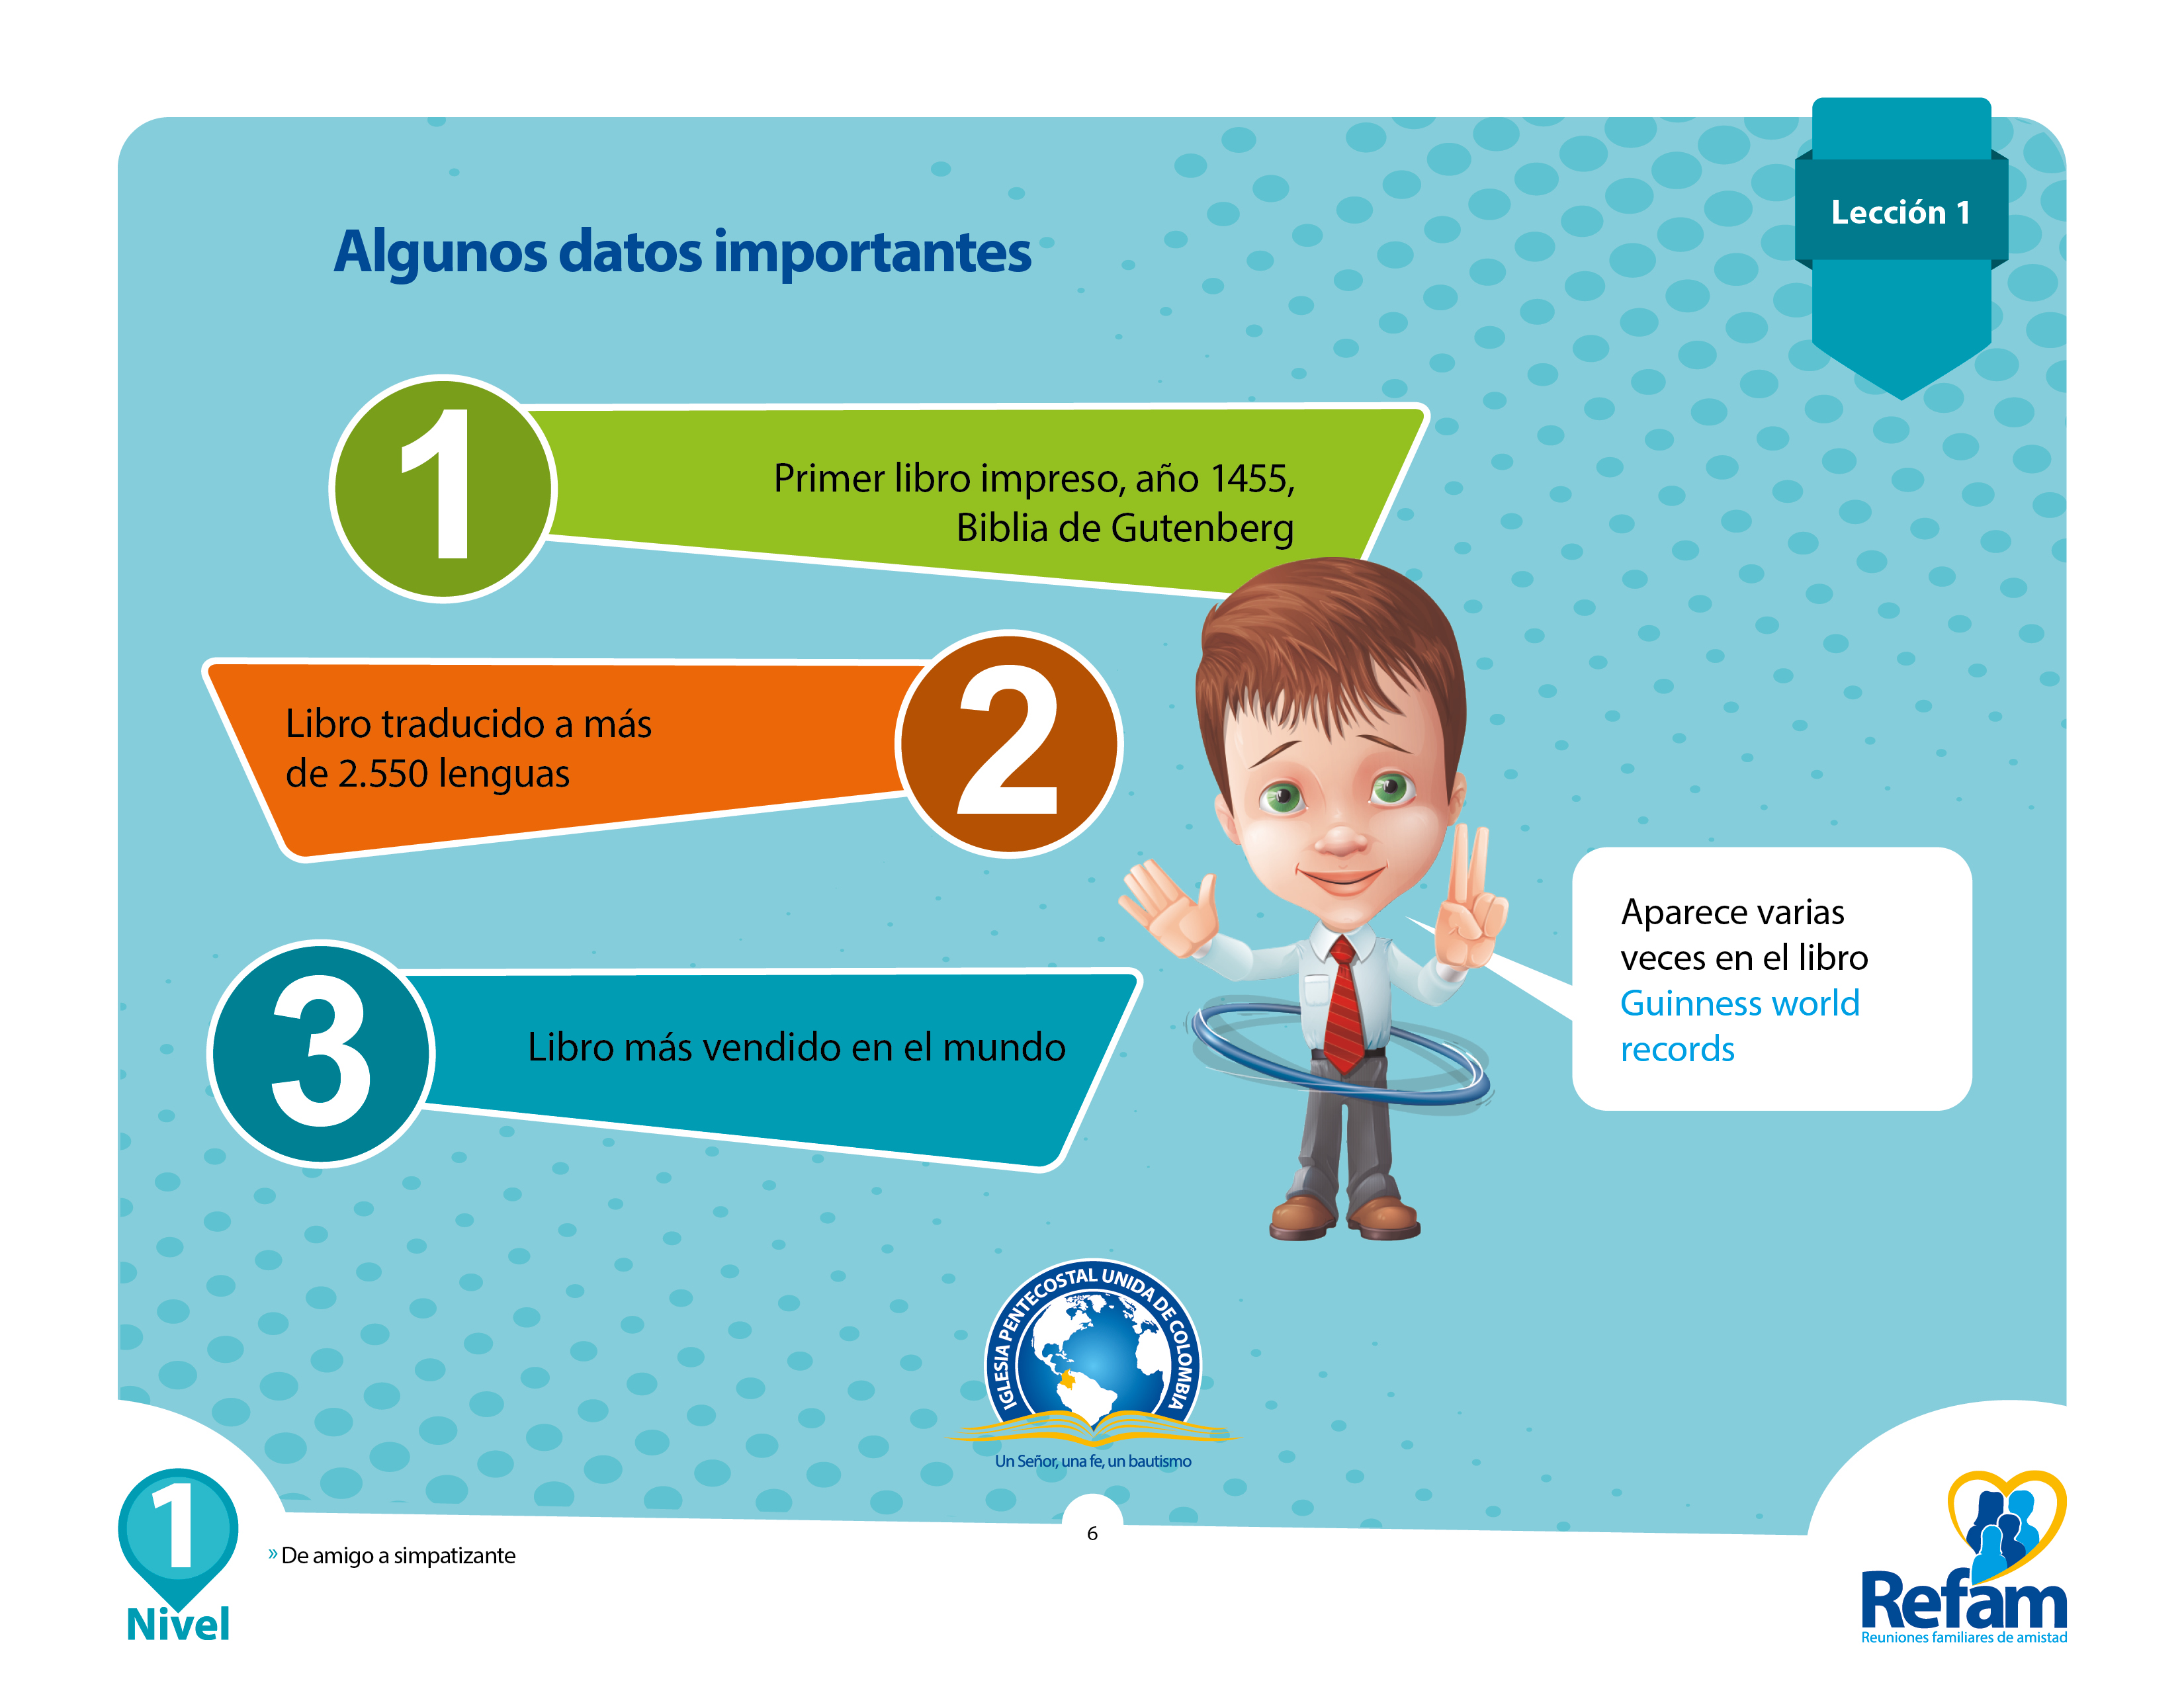 Lección 1
Algunos datos importantes
1
Primer libro impreso, año 1455,
Biblia de Gutenberg
Libro traducido a más
de 2.550 lenguas
2
3
Libro más vendido en el mundo
Aparece varias
veces en el libro
Guinness world
records
IGLESIA PENTECOSTAL UNIDA DE COLOMBIA
Un Señor, una fe, un bautismo
6
1
Nivel
» De amigo a simpatizante
Refam
Reuniones familiares de amistad